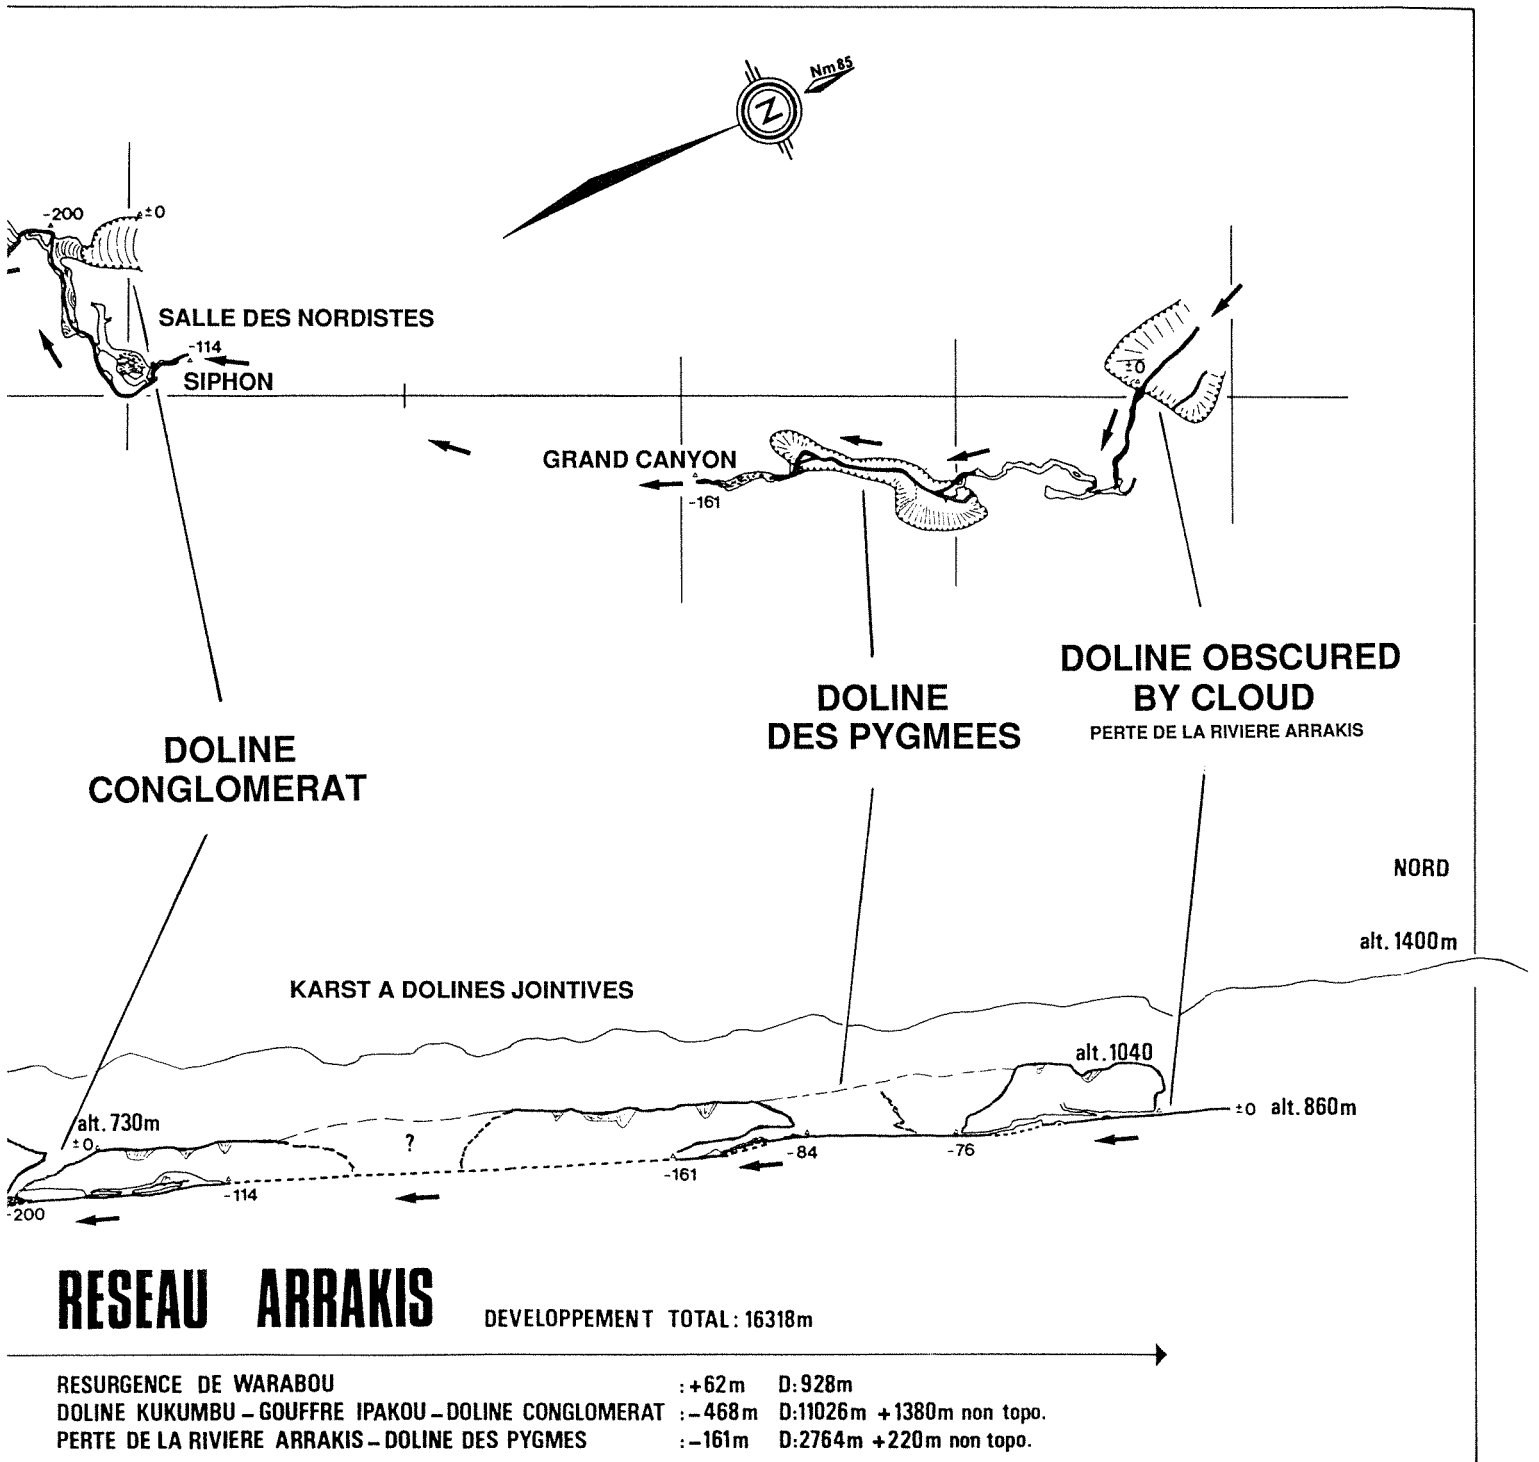 Nm85
N
-200
±0
SALLE DES NORDISTES
-114
SIPHON
±0
GRAND CANYON
-161
DOLINE OBSCURED
BY CLOUD
PERTE DE LA RIVIERE ARRAKIS
DOLINE
DES PYGMEES
DOLINE
CONGLOMERAT
NORD
alt. 1400m
KARST A DOLINES JOINTIVES
alt. 1040
±0 alt. 860m
alt. 730m
±0
?
-84
-76
-161
-114
-200
RESEAU ARRAKIS
DEVELOPPEMENT TOTAL: 16318m
RESURGENCE DE WARABOU :+62m D:928m
DOLINE KUKUMBU – GOUFFRE IPAKOU – DOLINE CONGLOMERAT :-468m D:11026m +1380m non topo.
PERTE DE LA RIVIERE ARRAKIS – DOLINE DES PYGMES :-161m D:2764m +220m non topo.